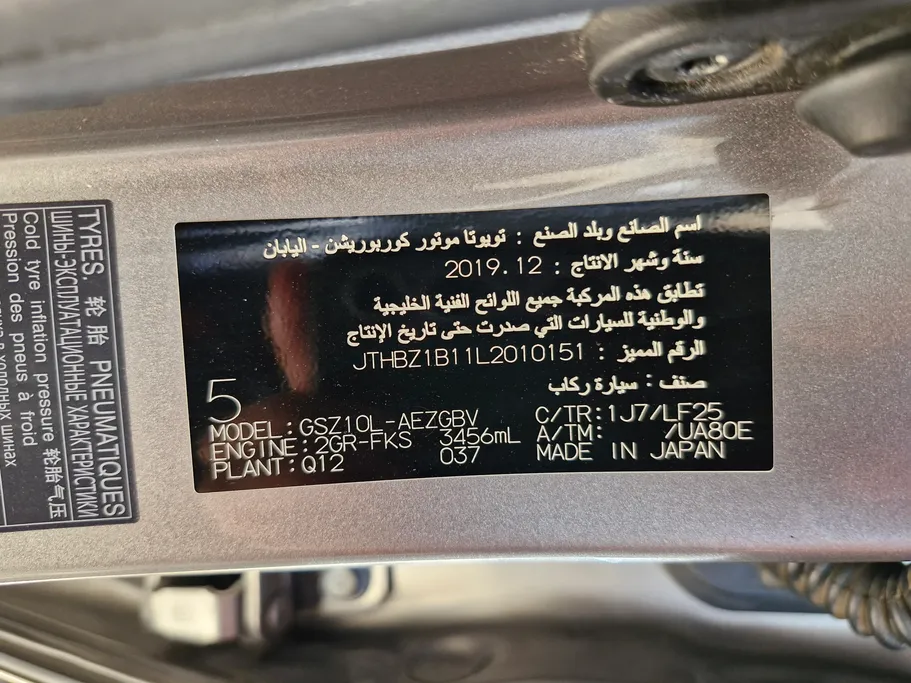 اسم الصانع وبلد الصنع : تويوتا موتور كوربوريشن - اليابان
سنة وشهر الانتاج : 2019.12
تطابق هذه المركبة جميع اللوائح الفنية الخليجية
والوطنية للسيارات التي صدرت حتى تاريخ الإنتاج
الرقم المميز : JTHBZ1B11L2010151
صنف : سيارة ركاب
5
MODEL:GSZ10L-AEZGBV C/TR:1J7/LF25
ENGINE:2GR-FKS 3456mL A/TM: /UA80E
PLANT:Q12 037 MADE IN JAPAN
TYRES. 轮 胎 PNEUMATIQUES
ШИНЫ-ЭКСПЛУАТАЦИОННЫЕ ХАРАКТЕРИСТИКИ
Cold tyre inflation pressure 轮胎气压
Pression des pneus à froid
в холодных шинах